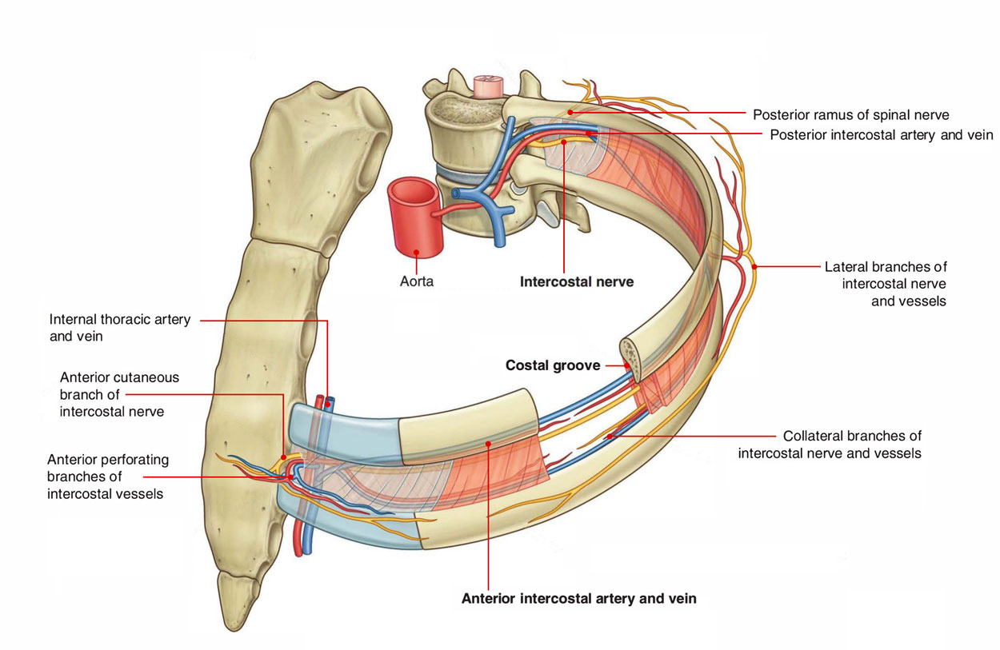 Posterior ramus of spinal nerve
Posterior intercostal artery and vein
Aorta
Intercostal nerve
Lateral branches of
intercostal nerve
and vessels
Internal thoracic artery
and vein
Costal groove
Anterior cutaneous
branch of
intercostal nerve
Collateral branches of
intercostal nerve and vessels
Anterior perforating
branches of
intercostal vessels
Anterior intercostal artery and vein